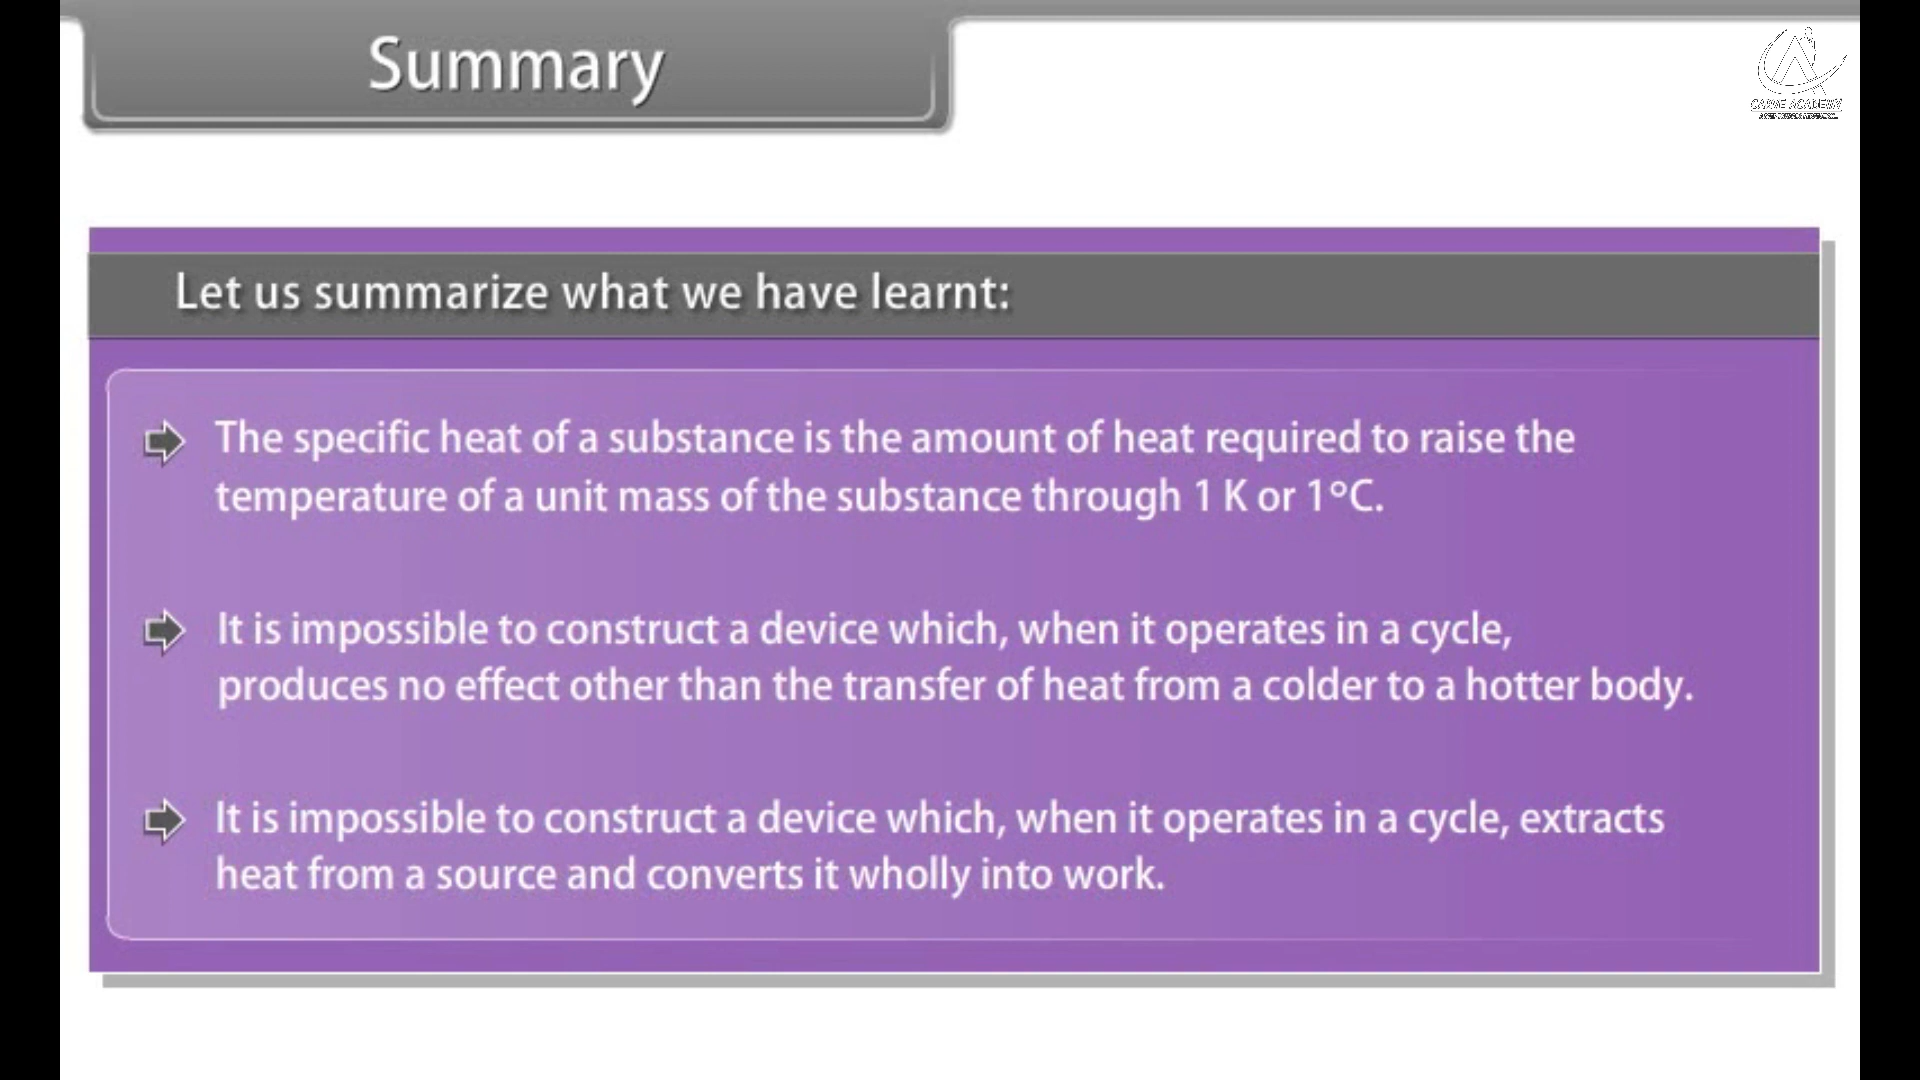 Summary
CARVE ACADEMY
Let us summarize what we have learnt:
The specific heat of a substance is the amount of heat required to raise the
temperature of a unit mass of the substance through 1 K or 1°C.
It is impossible to construct a device which, when it operates in a cycle,
produces no effect other than the transfer of heat from a colder to a hotter body.
It is impossible to construct a device which, when it operates in a cycle, extracts
heat from a source and converts it wholly into work.